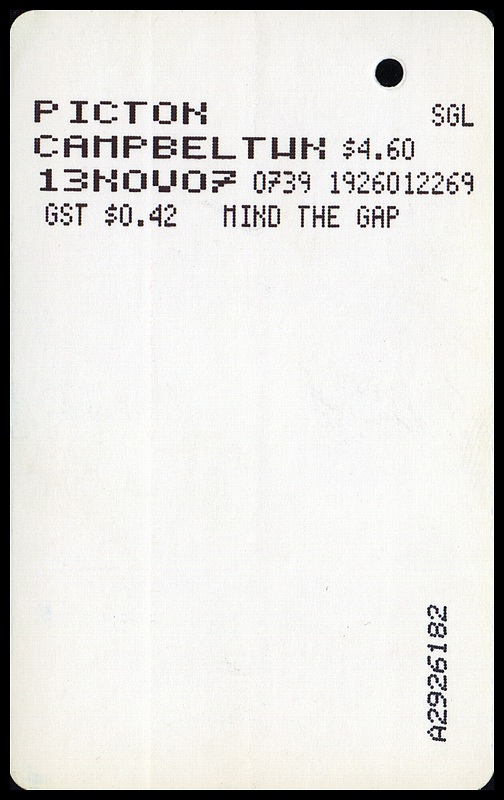 PICTON SGL
CAMPBELTWN $4.60
13NOV07 0739 1926012269
GST $0.42 MIND THE GAP
A2926182